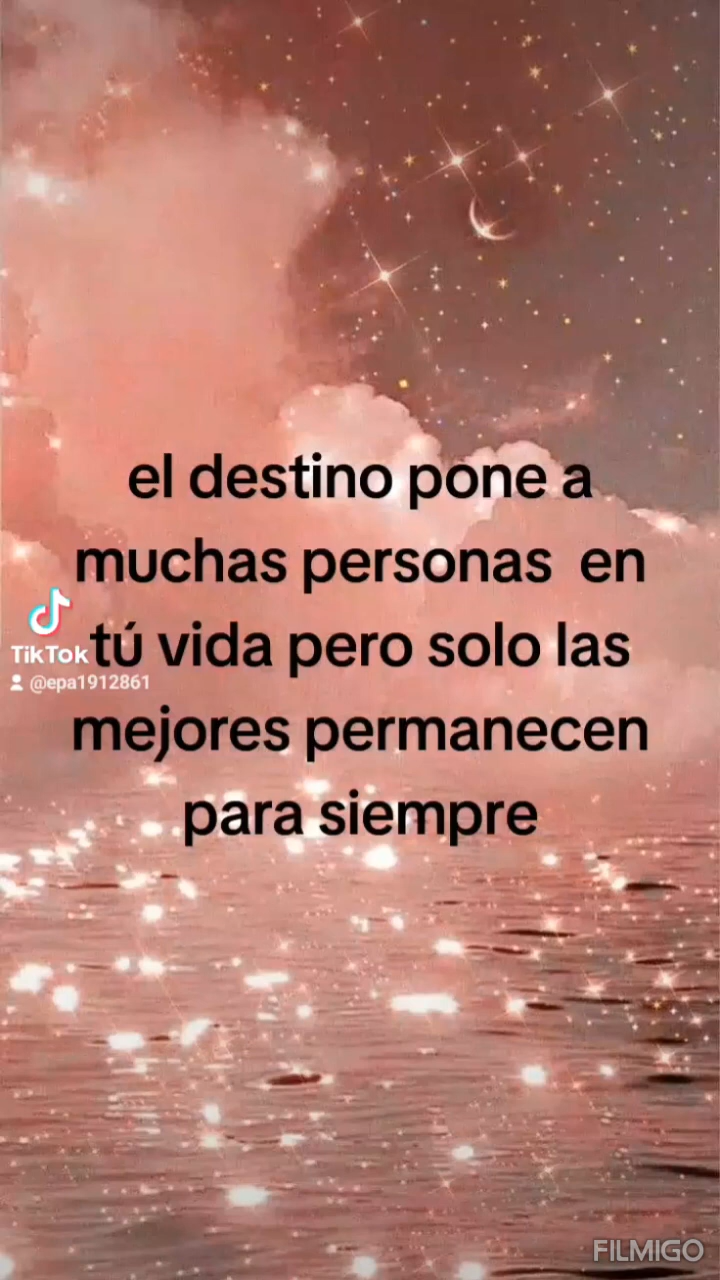 el destino pone a
muchas personas  en
tú vida pero solo las
mejores permanecen
para siempre
TikTok
@epa1912861
FILMIGO